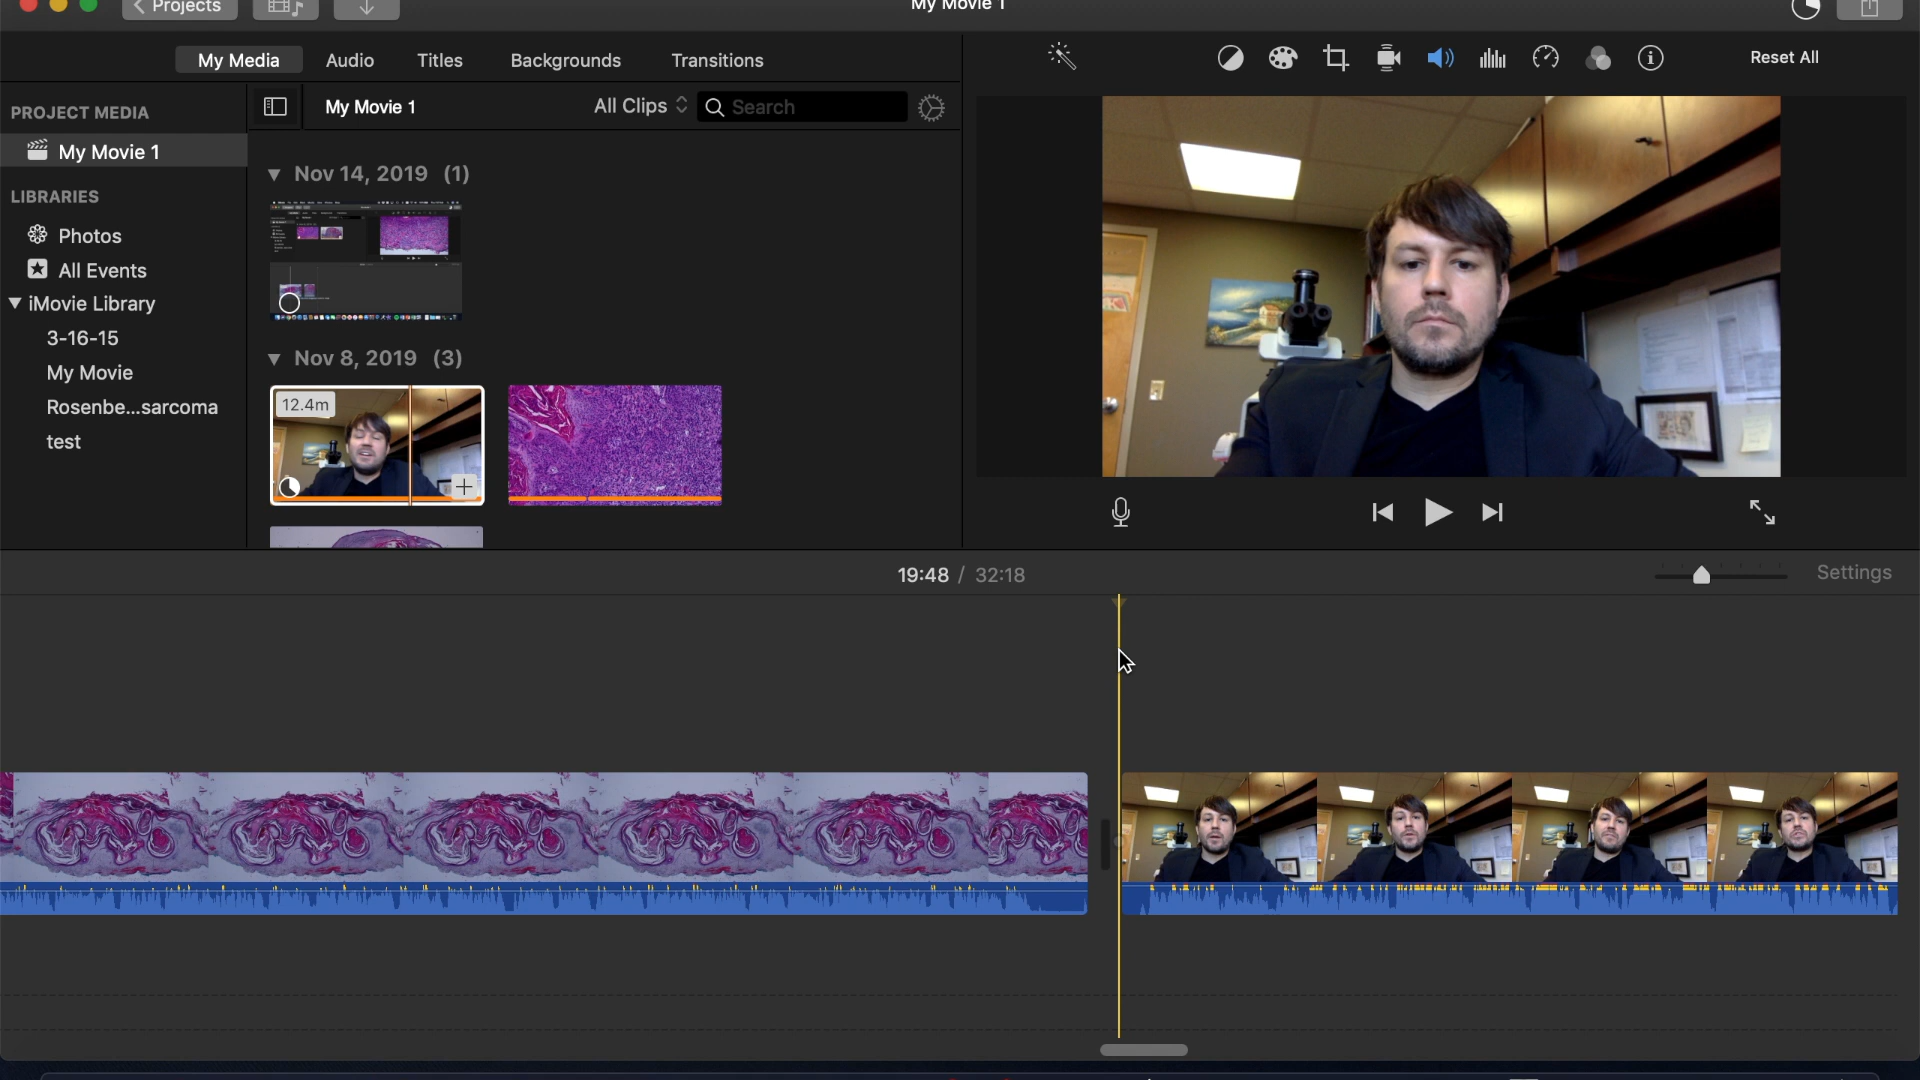 Projects
My Movie 1
My Media
Audio
Titles
Backgrounds
Transitions
Reset All
PROJECT MEDIA
My Movie 1
All Clips
Search
My Movie 1
LIBRARIES
Photos
All Events
iMovie Library
3-16-15
My Movie
Rosenbe...sarcoma
test
Nov 14, 2019 (1)
Nov 8, 2019 (3)
12.4m
19:48 / 32:18
Settings